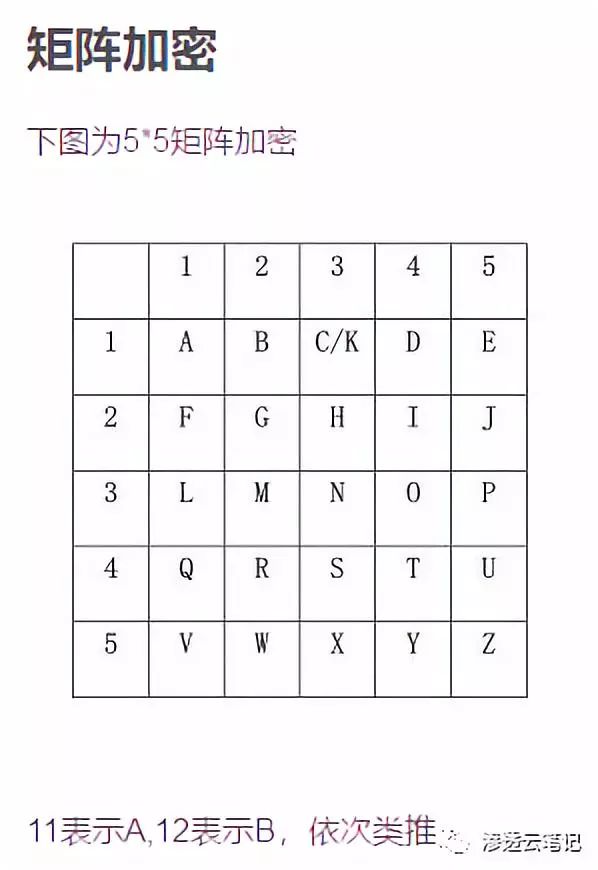 矩阵加密
下图为5*5矩阵加密
1 2 3 4 5
1 A B C/K D E
2 F G H I J
3 L M N O P
4 Q R S T U
5 V W X Y Z
11表示A,12表示B，依次类推
渗透云笔记